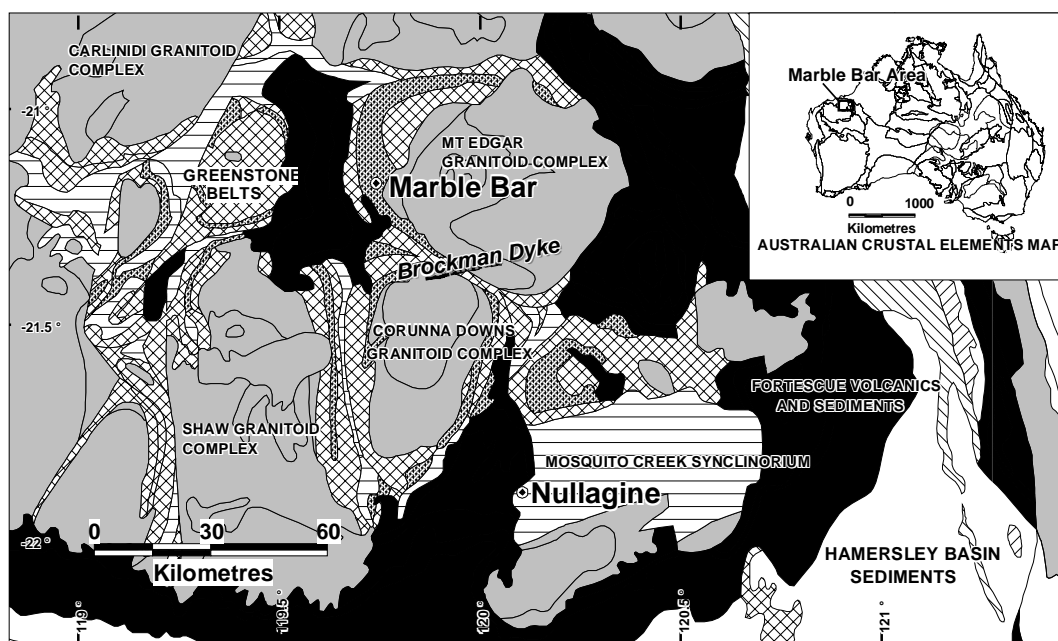 CARLINIDI GRANITOID
COMPLEX
-21 °
MT EDGAR
GRANITOID COMPLEX
GREENSTONE
BELTS
Marble Bar
Brockman Dyke
-21.5 °
CORUNNA DOWNS
GRANITOID COMPLEX
FORTESCUE VOLCANICS
AND SEDIMENTS
SHAW GRANITOID
COMPLEX
MOSQUITO CREEK SYNCLINORIUM
Nullagine
-22 °
0 30 60
Kilometres
HAMERSLEY BASIN
SEDIMENTS
119 °
119.5 °
120 °
120.5 °
121 °
Marble Bar Area
0 1000
Kilometres
AUSTRALIAN CRUSTAL ELEMENTS MAP